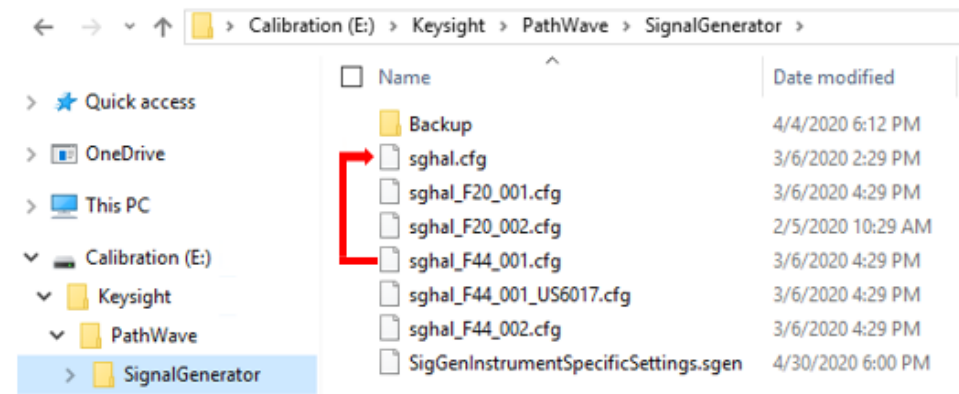 Calibration (E:) > Keysight > PathWave > SignalGenerator >
Name Date modified
Quick access
OneDrive
This PC
Calibration (E:)
Keysight
PathWave
SignalGenerator
Backup 4/4/2020 6:12 PM
sghal.cfg 3/6/2020 2:29 PM
sghal_F20_001.cfg 3/6/2020 4:29 PM
sghal_F20_002.cfg 2/5/2020 10:29 AM
sghal_F44_001.cfg 3/6/2020 4:29 PM
sghal_F44_001_US6017.cfg 3/6/2020 4:29 PM
sghal_F44_002.cfg 3/6/2020 4:29 PM
SigGenInstrumentSpecificSettings.sgen 4/30/2020 6:00 PM